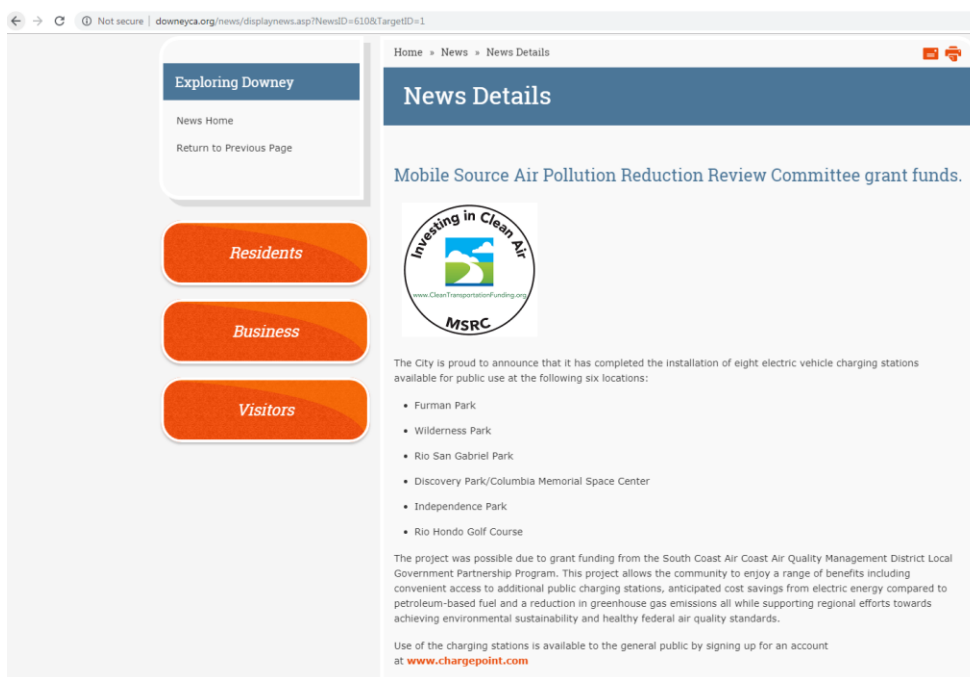 Not secure | downeyca.org/news/displaynews.asp?NewsID=610&TargetID=1
Exploring Downey
News Home
Return to Previous Page
Residents
Business
Visitors
Home » News » News Details
News Details
Mobile Source Air Pollution Reduction Review Committee grant funds.
Investing in Clean Air
www.CleanTransportationFunding.org
MSRC
The City is proud to announce that it has completed the installation of eight electric vehicle charging stations
available for public use at the following six locations:
• Furman Park
• Wilderness Park
• Rio San Gabriel Park
• Discovery Park/Columbia Memorial Space Center
• Independence Park
• Rio Hondo Golf Course
The project was possible due to grant funding from the South Coast Air Coast Air Quality Management District Local
Government Partnership Program. This project allows the community to enjoy a range of benefits including
convenient access to additional public charging stations, anticipated cost savings from electric energy compared to
petroleum-based fuel and a reduction in greenhouse gas emissions all while supporting regional efforts towards
achieving environmental sustainability and healthy federal air quality standards.
Use of the charging stations is available to the general public by signing up for an account
at www.chargepoint.com